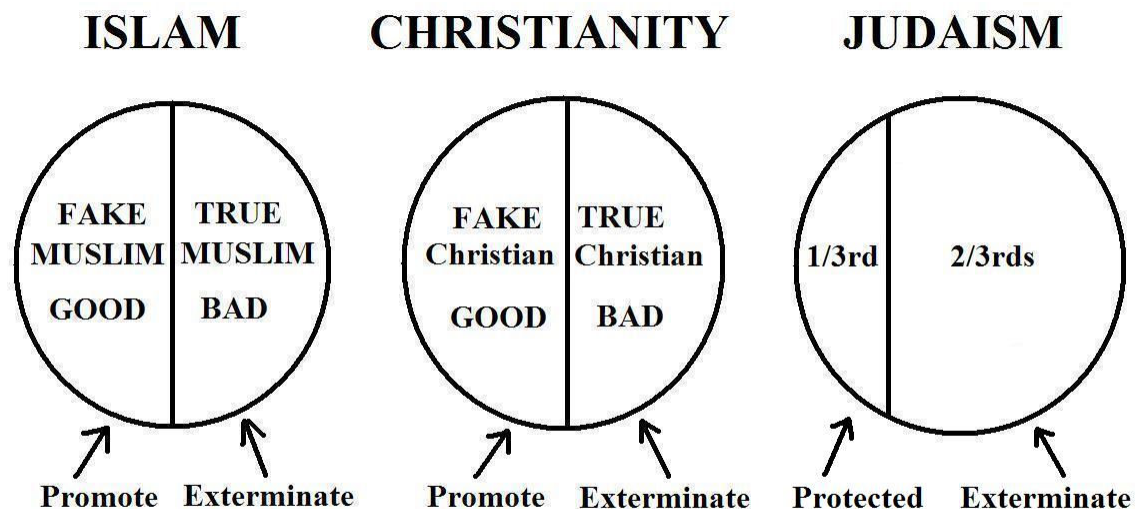 ISLAM
FAKE
MUSLIM
GOOD
TRUE
MUSLIM
BAD
Promote
Exterminate
CHRISTIANITY
FAKE
Christian
GOOD
TRUE
Christian
BAD
Promote
Exterminate
JUDAISM
1/3rd
2/3rds
Protected
Exterminate